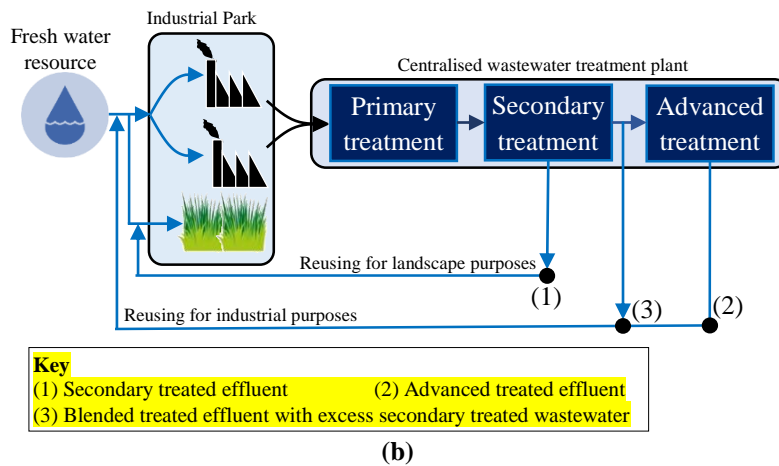 Industrial Park
Fresh water
resource
Centralised wastewater treatment plant
Primary
treatment
Secondary
treatment
Advanced
treatment
Reusing for landscape purposes
(1)
Reusing for industrial purposes
(3)
(2)
Key
(1) Secondary treated effluent (2) Advanced treated effluent
(3) Blended treated effluent with excess secondary treated wastewater
(b)